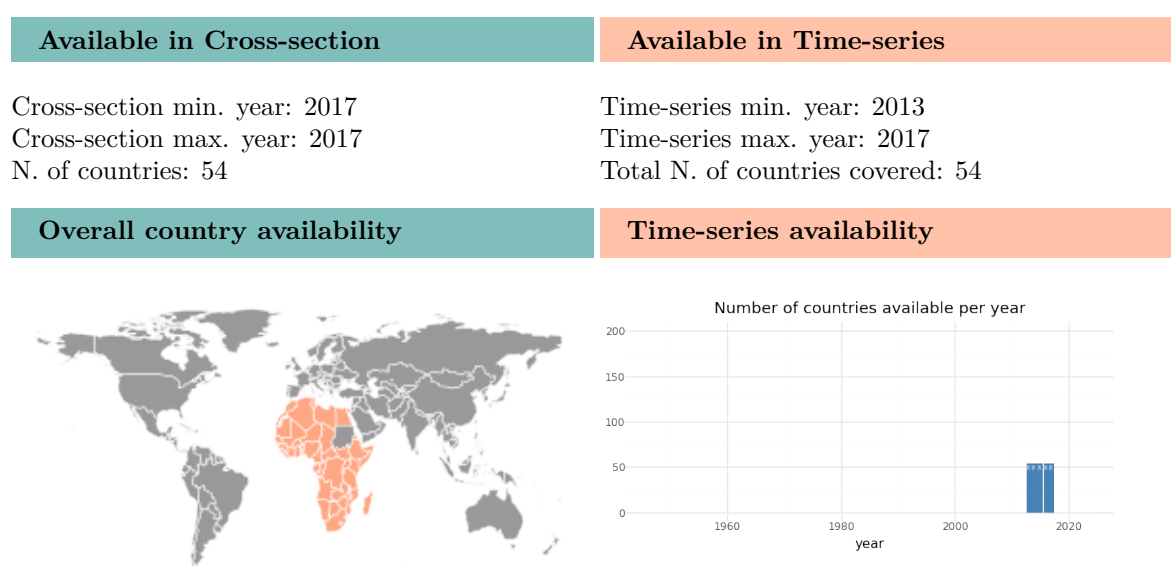 Available in Cross-section
Available in Time-series
Cross-section min. year: 2017
Cross-section max. year: 2017
N. of countries: 54
Time-series min. year: 2013
Time-series max. year: 2017
Total N. of countries covered: 54
Overall country availability
Time-series availability
Number of countries available per year
200
150
100
50
0
1960 1980 2000 2020
year